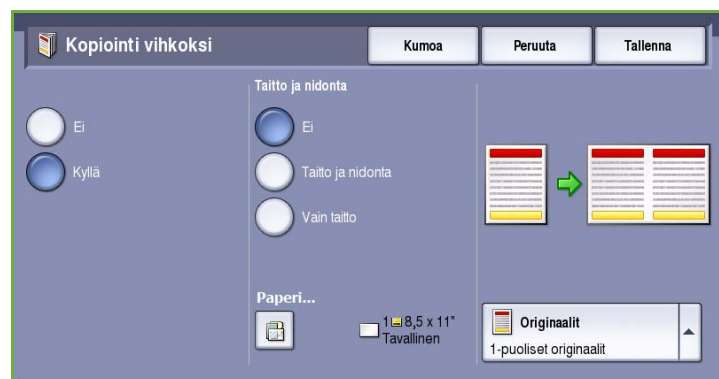 Kopiointi vihkoksi
Kumoa
Peruuta
Tallenna
Ei
Kyllä
Taitto ja nidonta
Ei
Taitto ja nidonta
Vain taitto
Paperi...
1 8,5 x 11"
Tavallinen
Originaalit
1-puoliset originaalit